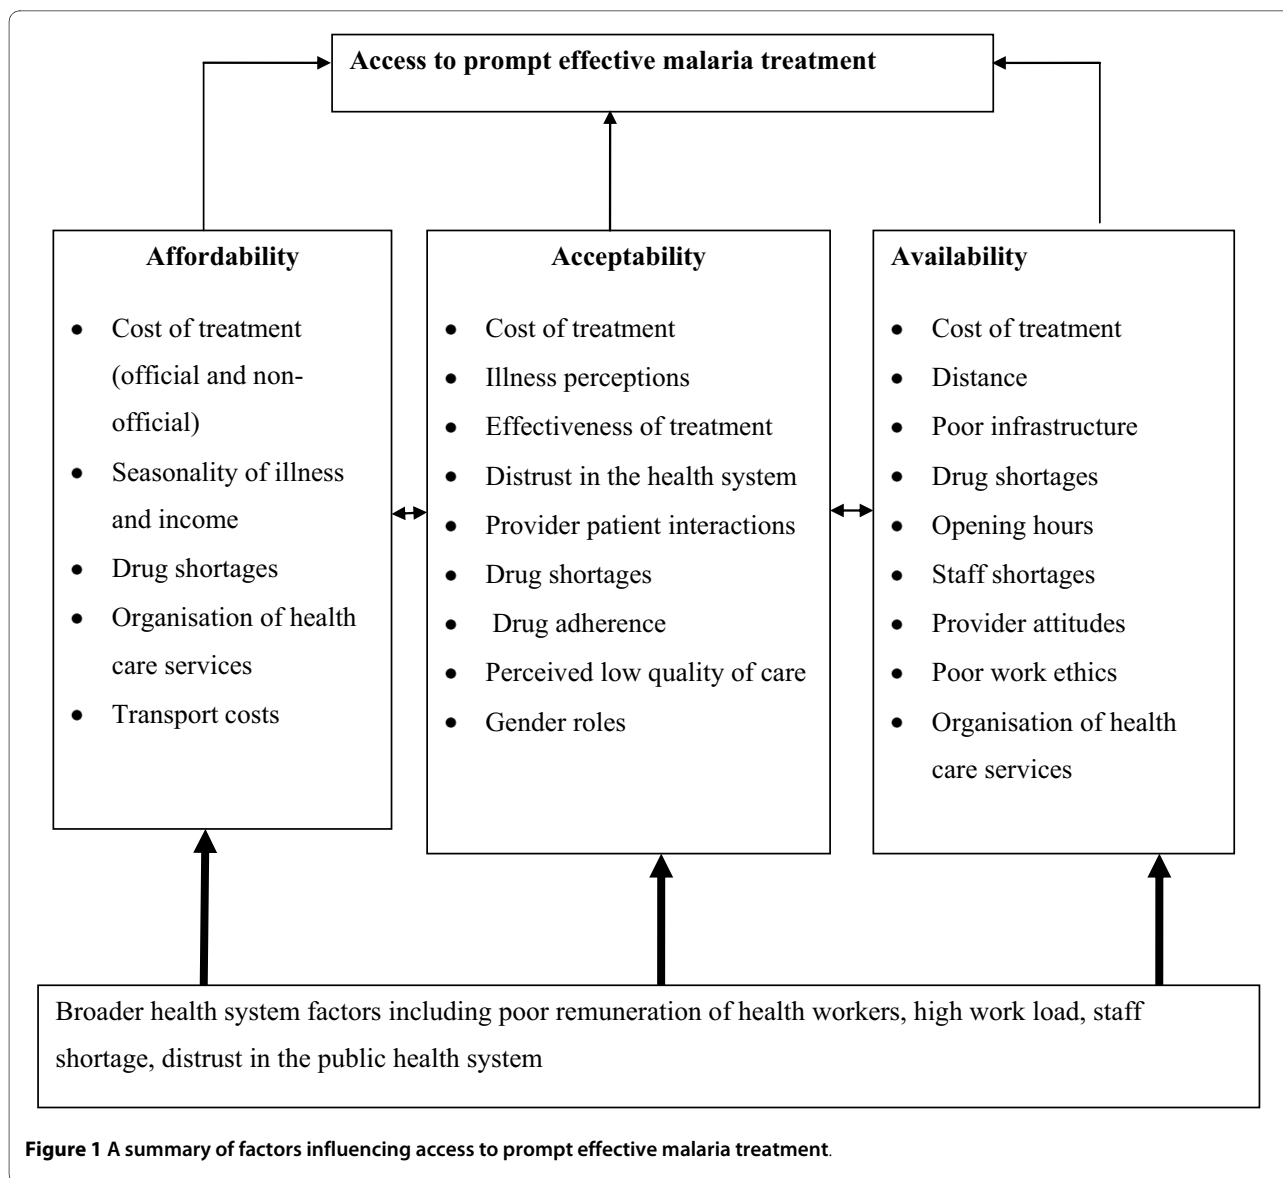 Access to prompt effective malaria treatment
Affordability
• Cost of treatment
(official and non-
official)
• Seasonality of illness
and income
• Drug shortages
• Organisation of health
care services
• Transport costs
Acceptability
• Cost of treatment
• Illness perceptions
• Effectiveness of treatment
• Distrust in the health system
• Provider patient interactions
• Drug shortages
• Drug adherence
• Perceived low quality of care
• Gender roles
Availability
• Cost of treatment
• Distance
• Poor infrastructure
• Drug shortages
• Opening hours
• Staff shortages
• Provider attitudes
• Poor work ethics
• Organisation of health
care services
Broader health system factors including poor remuneration of health workers, high work load, staff
shortage, distrust in the public health system
Figure 1 A summary of factors influencing access to prompt effective malaria treatment.